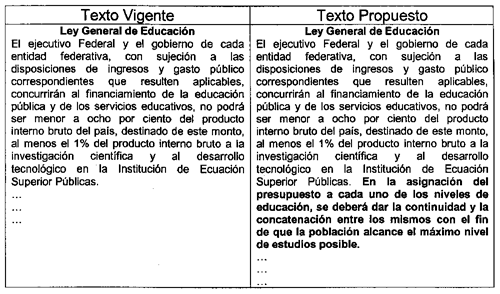 Texto Vigente
Ley General de Educación
El ejecutivo Federal y el gobierno de cada
entidad federativa, con sujeción a las
disposiciones de ingresos y gasto público
correspondientes que resulten aplicables,
concurrirán al financiamiento de la educación
pública y de los servicios educativos, no podrá
ser menor a ocho por ciento del producto
interno bruto del país, destinado de este monto,
al menos el 1% del producto interno bruto a la
investigación científica y al desarrollo
tecnológico en la Institución de Ecuación
Superior Públicas.
...
...
...
Texto Propuesto
Ley General de Educación
El ejecutivo Federal y el gobierno de cada
entidad federativa, con sujeción a las
disposiciones de ingresos y gasto público
correspondientes que resulten aplicables,
concurrirán al financiamiento de la educación
pública y de los servicios educativos, no podrá
ser menor a ocho por ciento del producto
interno bruto del país, destinado de este monto,
al menos el 1% del producto interno bruto a la
investigación científica y al desarrollo
tecnológico en la Institución de Ecuación
Superior Públicas. En la asignación del
presupuesto a cada uno de los niveles de
educación, se deberá dar la continuidad y la
concatenación entre los mismos con el fin
de que la población alcance el máximo nivel
de estudios posible.
...
...
...